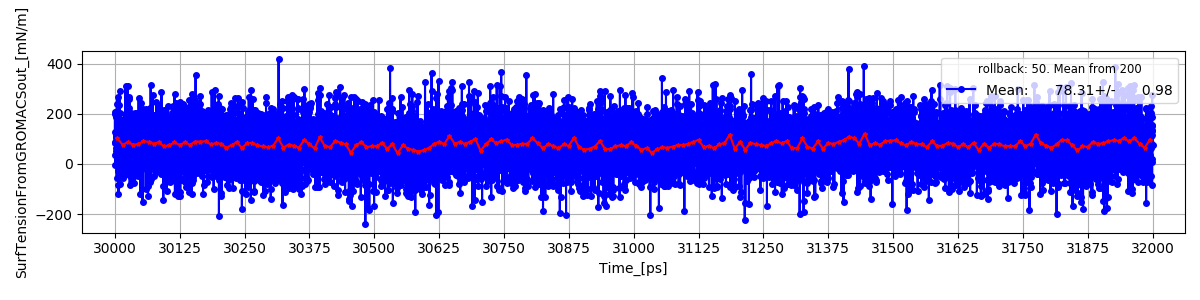 SurfTensionFromGROMACSout_[mN/m]
400
200
0
−200
rollback: 50. Mean from 200
Mean: 78.31+/- 0.98
30000 30125 30250 30375 30500 30625 30750 30875 31000 31125 31250 31375 31500 31625 31750 31875 32000
Time_[ps]